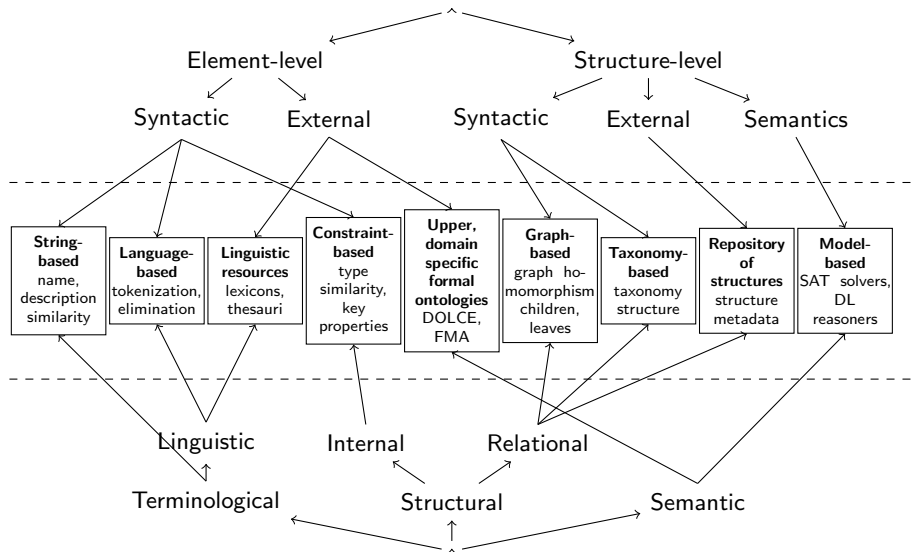 Element-level
Structure-level
Syntactic
External
Syntactic
External
Semantics
String-
based
name,
description
similarity
Language-
based
tokenization,
elimination
Linguistic
resources
lexicons,
thesauri
Constraint-
based
type
similarity,
key
properties
Upper,
domain
specific
formal
ontologies
DOLCE,
FMA
Graph-
based
graph ho-
momorphism
children,
leaves
Taxonomy-
based
taxonomy
structure
Repository
of
structures
structure
metadata
Model-
based
SAT solvers,
DL
reasoners
Linguistic
Internal
Relational
Terminological
Structural
Semantic